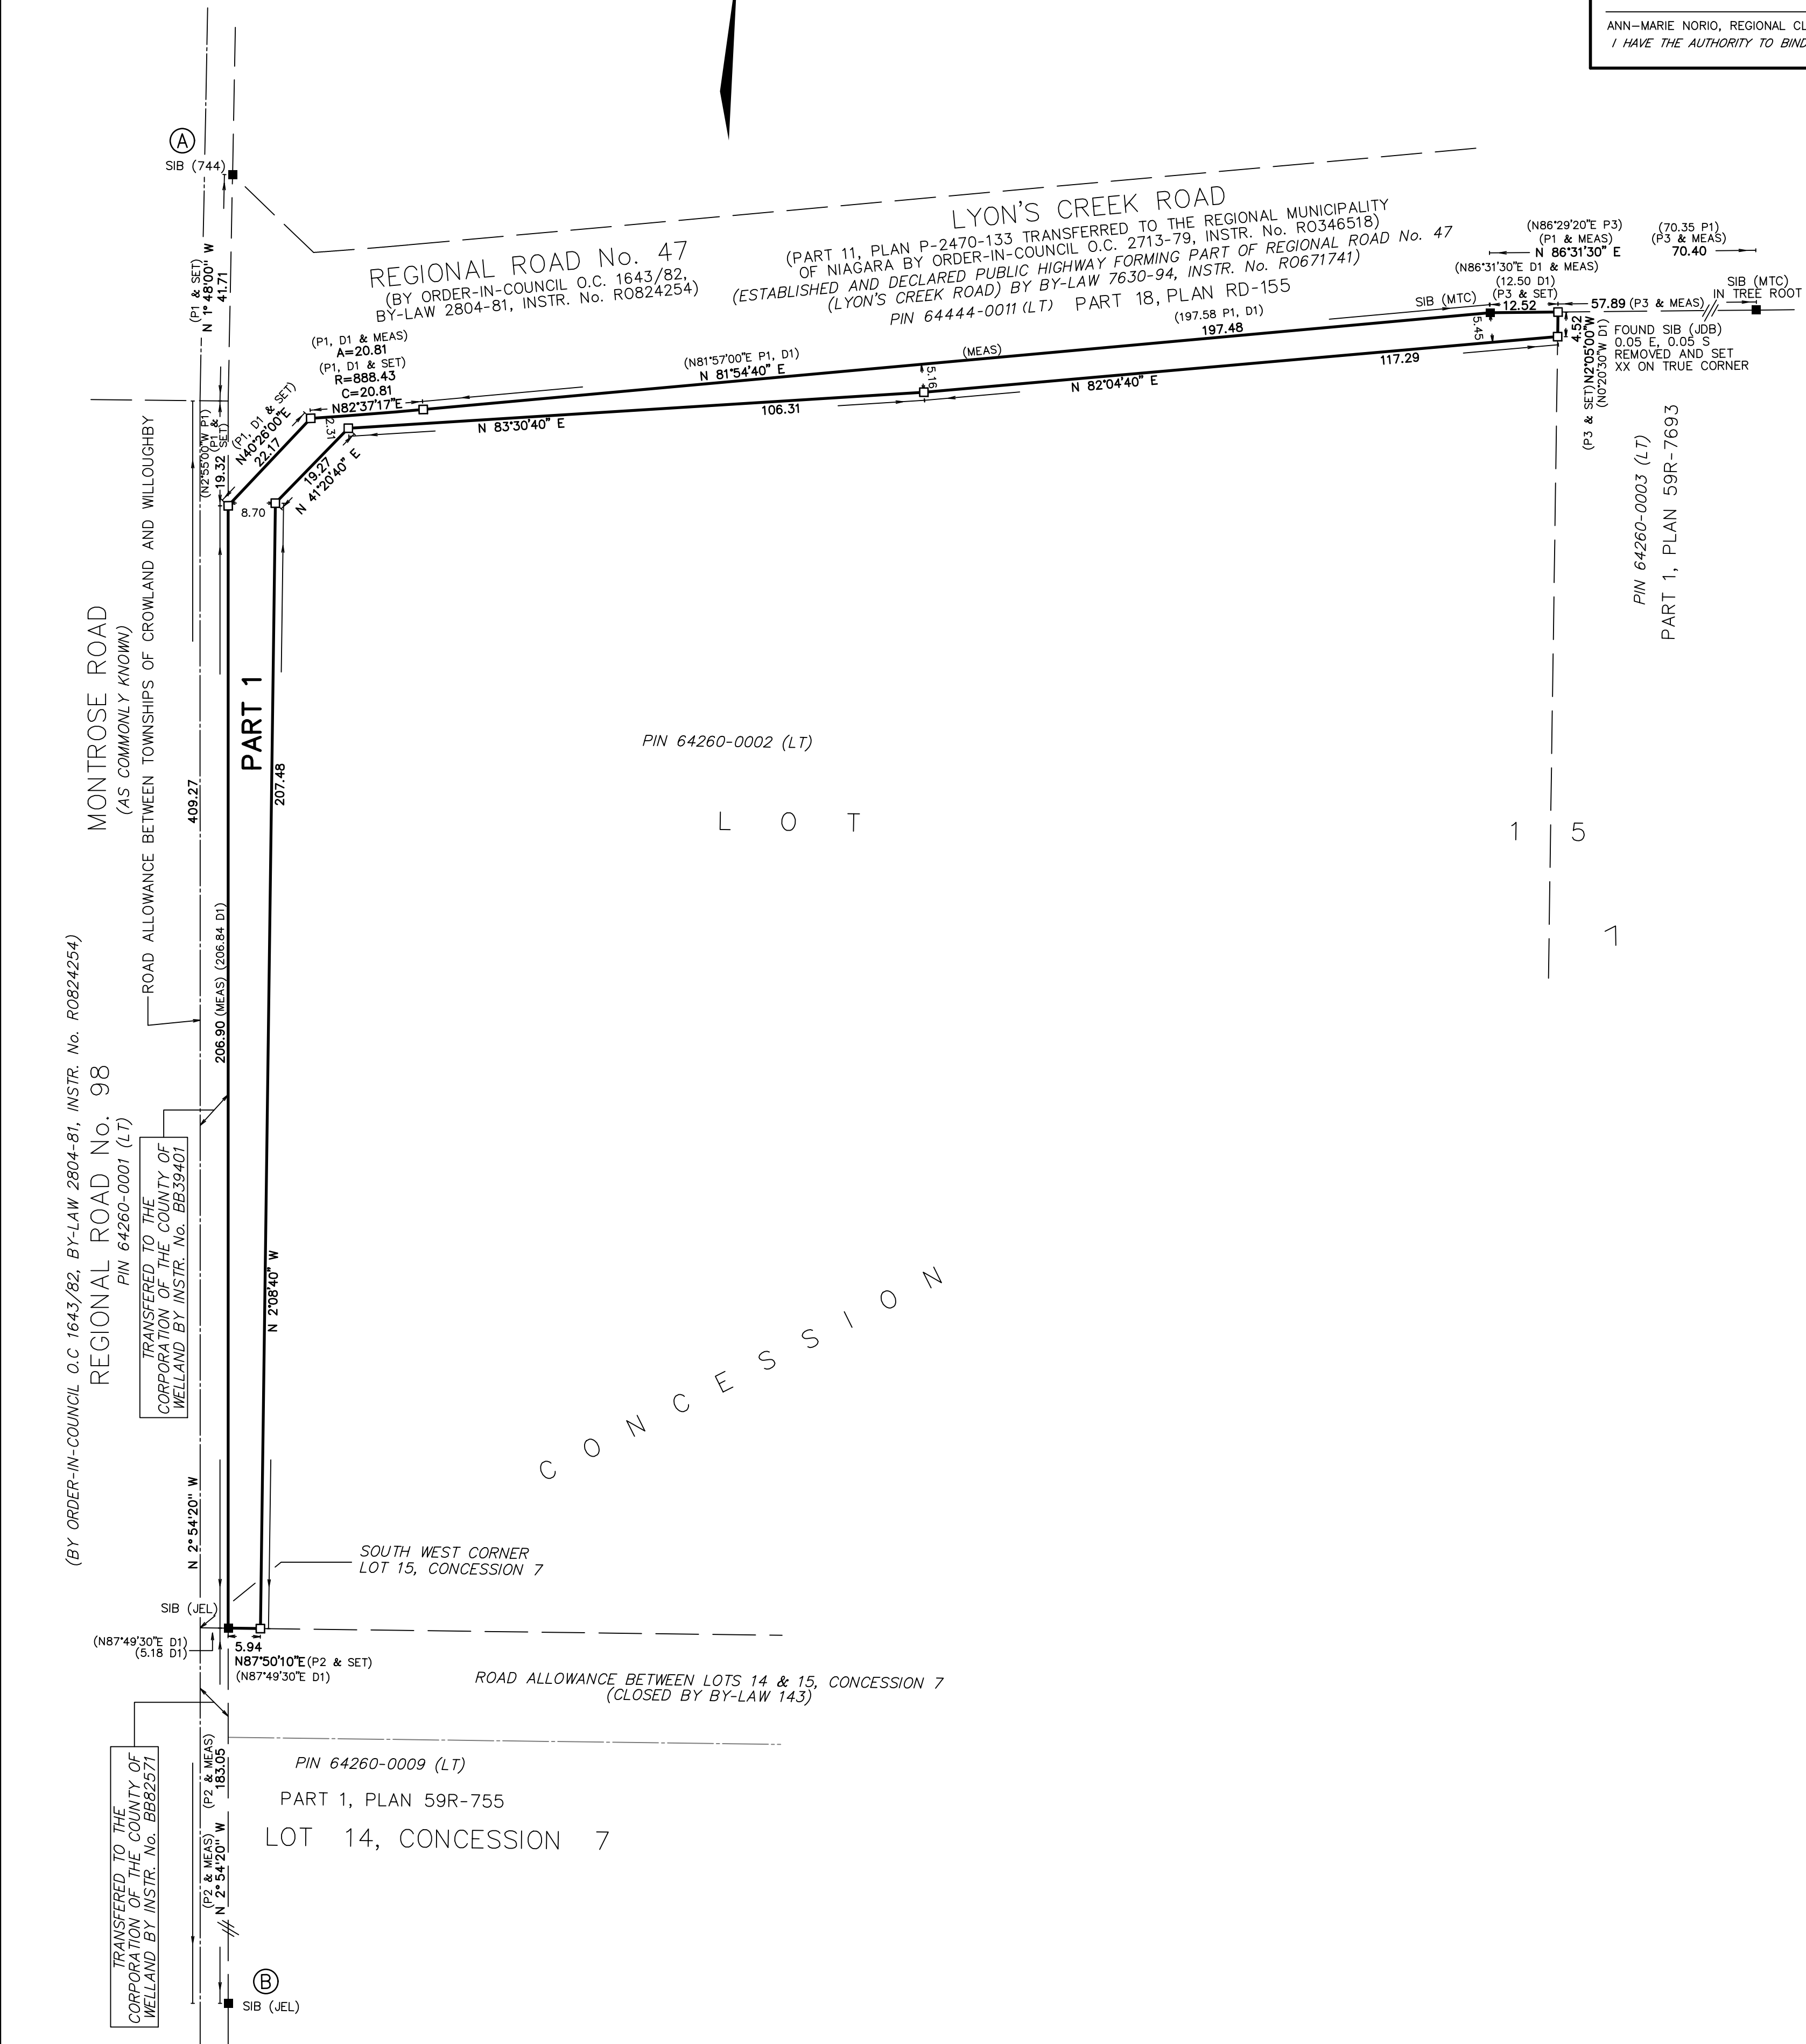 ANN-MARIE NORIO, REGIONAL CL
I HAVE THE AUTHORITY TO BIND
A
SIB (744)
(P1 & SET)
N 1°48'00" W
41.71
LYON'S CREEK ROAD
(PART 11, PLAN P-2470-133 TRANSFERRED TO THE REGIONAL MUNICIPALITY
OF NIAGARA BY ORDER-IN-COUNCIL O.C. 2713-79, INSTR. No. RO346518)
(ESTABLISHED AND DECLARED PUBLIC HIGHWAY FORMING PART OF REGIONAL ROAD No. 47
(LYON'S CREEK ROAD) BY BY-LAW 7630-94, INSTR. No. RO671741)
PIN 64444-0011 (LT) PART 18, PLAN RD-155
REGIONAL ROAD No. 47
(BY ORDER-IN-COUNCIL O.C. 1643/82,
BY-LAW 2804-81, INSTR. No. RO824254)
(N86°29'20"E P3)
(P1 & MEAS)
N 86°31'30" E
(70.35 P1)
(P3 & MEAS)
70.40
(N86°31'30"E D1 & MEAS)
(12.50 D1)
(P3 & SET)
12.52
SIB (MTC)
SIB (MTC)
IN TREE ROOT
57.89 (P3 & MEAS)
5.45
4.52
(P3 & SET) N2°05'00"W
(N0°20'30"W D1)
FOUND SIB (JDB)
0.05 E, 0.05 S
REMOVED AND SET
XX ON TRUE CORNER
(197.58 P1, D1)
197.48
(MEAS)
(N81°57'00"E P1, D1)
N 81°54'40" E
5.16
117.29
N 82°04'40" E
106.31
N 83°30'40" E
(P1, D1 & MEAS)
A=20.81
(P1, D1 & SET)
R=888.43
C=20.81
N82°37'17"E
2.31
(P1, D1 & SET)
N40°26'00"E
22.17
19.27
N 41°20'40" E
(N2°55'00"W P1)
19.32
(P1 & SET)
8.70
PIN 64260-0003 (LT)
PART 1, PLAN 59R-7693
MONTROSE ROAD
(AS COMMONLY KNOWN)
ROAD ALLOWANCE BETWEEN TOWNSHIPS OF CROWLAND AND WILLOUGHBY
409.27
PART 1
207.48
PIN 64260-0002 (LT)
L O T
1 5
7
206.90 (MEAS) (206.84 D1)
(BY ORDER-IN-COUNCIL O.C 1643/82, BY-LAW 2804-81, INSTR. No. RO824254)
REGIONAL ROAD No. 98
PIN 64260-0001 (LT)
TRANSFERED TO THE
CORPORATION OF THE COUNTY OF
WELLAND BY INSTR. No. BB39401
N 2°08'40" W
C O N C E S S I O N
N 2°54'20" W
SOUTH WEST CORNER
LOT 15, CONCESSION 7
SIB (JEL)
(N87°49'30"E D1)
(5.18 D1)
5.94
N87°50'10"E (P2 & SET)
(N87°49'30"E D1)
ROAD ALLOWANCE BETWEEN LOTS 14 & 15, CONCESSION 7
(CLOSED BY BY-LAW 143)
TRANSFERED TO THE
CORPORATION OF THE COUNTY OF
WELLAND BY INSTR. No. BB82571
(P2 & MEAS)
183.05
(P2 & MEAS)
N 2°54'20" W
PIN 64260-0009 (LT)
PART 1, PLAN 59R-755
LOT 14, CONCESSION 7
B
SIB (JEL)